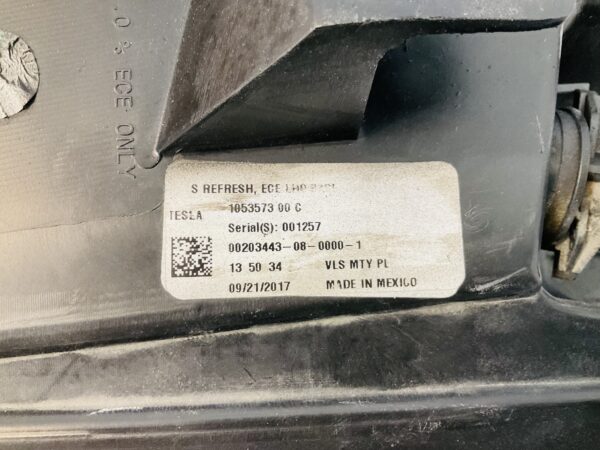 .0 % ECE ONLY
S REFRESH, ECE LHD
TESLA 1053573 00 C
Serial(S): 001257
00203443-08-0000-1
13 50 34 VLS MTY PL
09/21/2017 MADE IN MEXICO